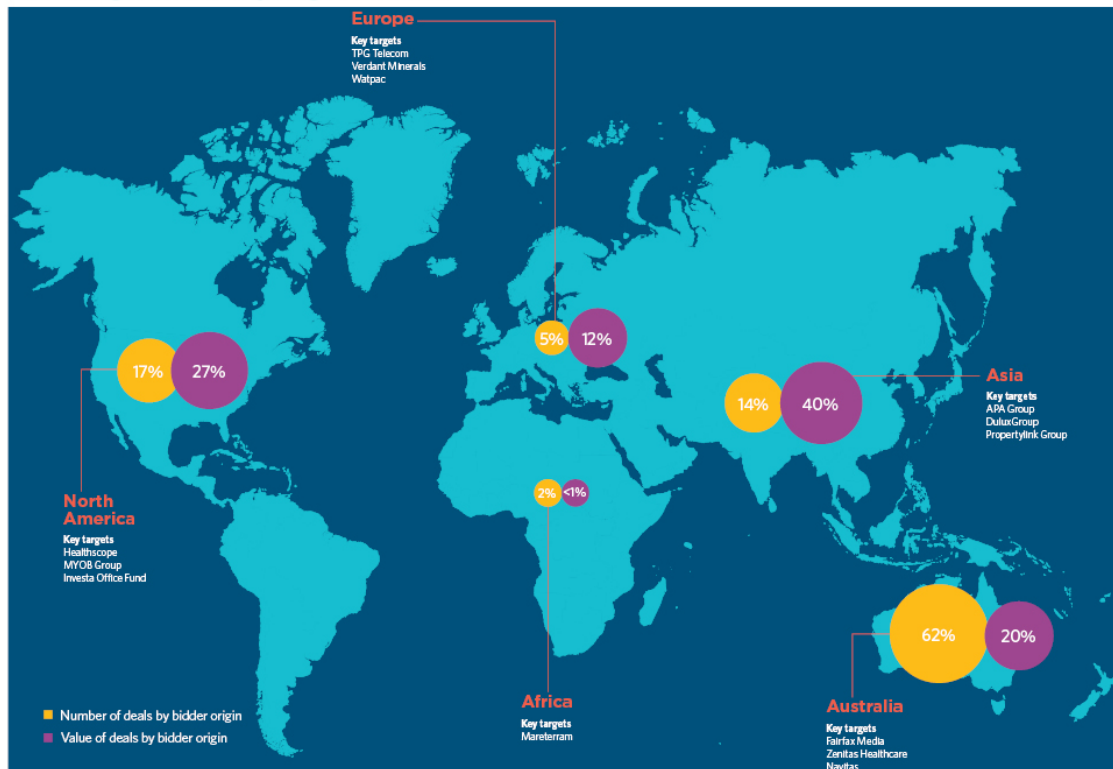 Europe
Key targets
TPG Telecom
Verdant Minerals
Watpac
5%
12%
17%
27%
14%
40%
Asia
Key targets
APA Group
DuluxGroup
Propertylink Group
2%
<1%
North
America
Key targets
Healthscope
MYOB Group
Investa Office Fund
62%
20%
Africa
Key targets
Mareterram
Australia
Key targets
Fairfax Media
Zenitas Healthcare
Navitas
Number of deals by bidder origin
Value of deals by bidder origin